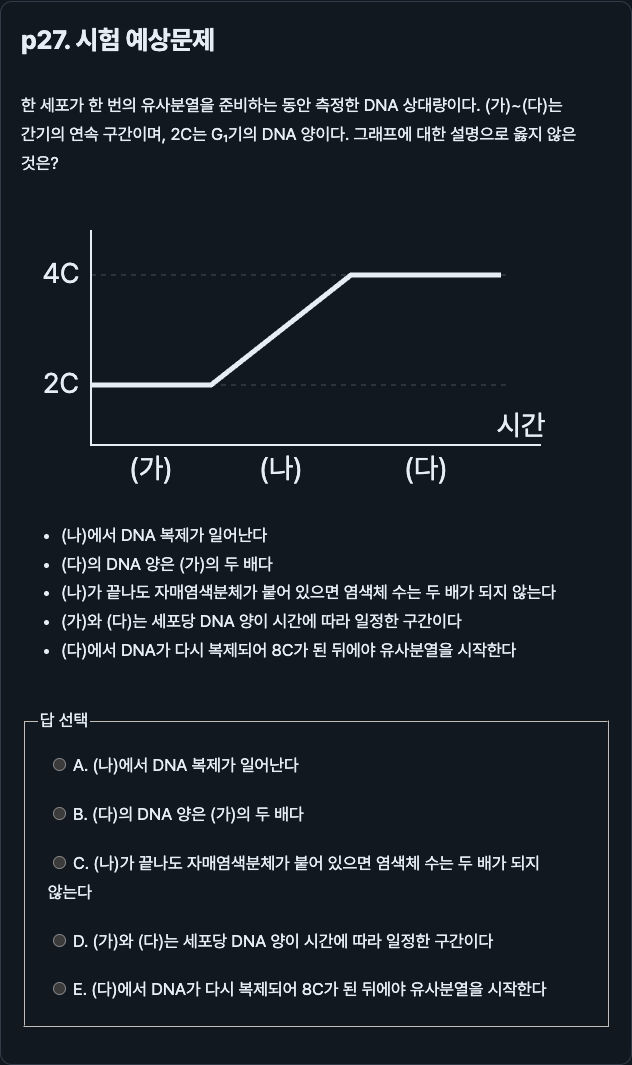 p27. 시험 예상문제
한 세포가 한 번의 유사분열을 준비하는 동안 측정한 DNA 상대량이다. (가)~(다)는
간기의 연속 구간이며, 2C는 G₁기의 DNA 양이다. 그래프에 대한 설명으로 옳지 않은
것은?
4C
2C
시간
(가) (나) (다)
• (나)에서 DNA 복제가 일어난다
• (다)의 DNA 양은 (가)의 두 배다
• (나)가 끝나도 자매염색분체가 붙어 있으면 염색체 수는 두 배가 되지 않는다
• (가)와 (다)는 세포당 DNA 양이 시간에 따라 일정한 구간이다
• (다)에서 DNA가 다시 복제되어 8C가 된 뒤에야 유사분열을 시작한다
답 선택
A. (나)에서 DNA 복제가 일어난다
B. (다)의 DNA 양은 (가)의 두 배다
C. (나)가 끝나도 자매염색분체가 붙어 있으면 염색체 수는 두 배가 되지
않는다
D. (가)와 (다)는 세포당 DNA 양이 시간에 따라 일정한 구간이다
E. (다)에서 DNA가 다시 복제되어 8C가 된 뒤에야 유사분열을 시작한다